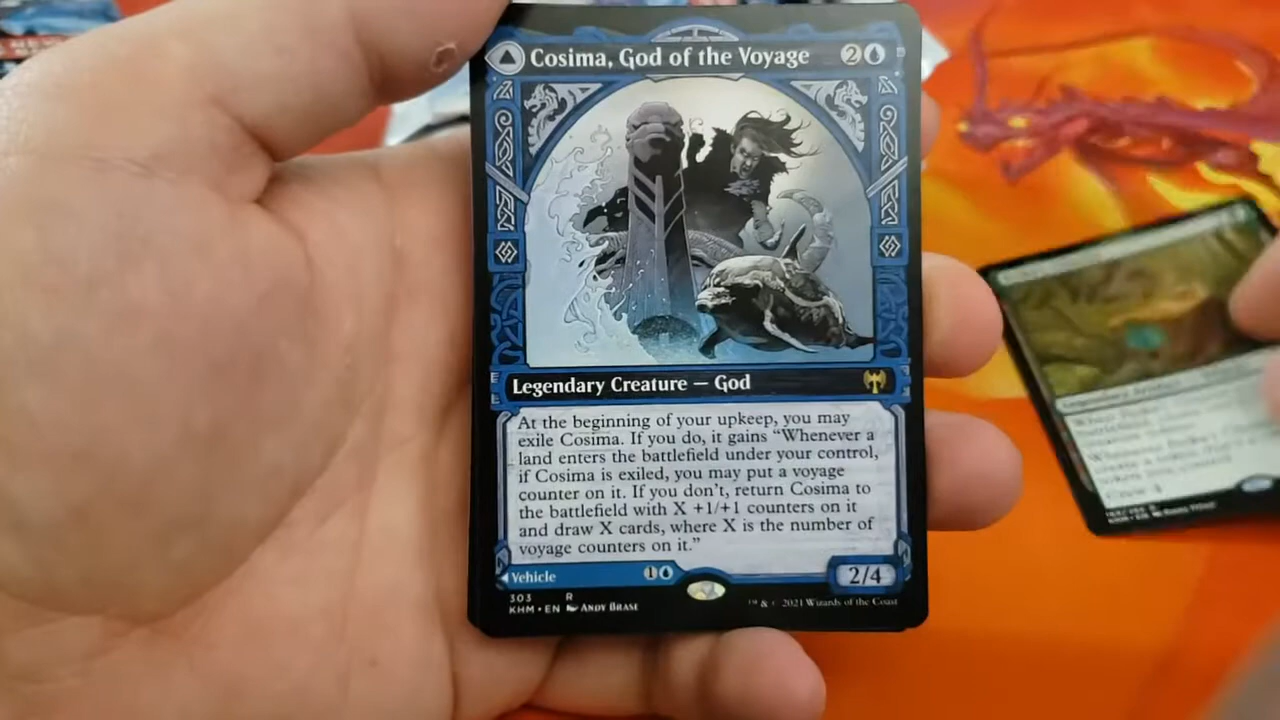 Cosima, God of the Voyage 2
Legendary Creature — God
At the beginning of your upkeep, you may
exile Cosima. If you do, it gains “Whenever a
land enters the battlefield under your control,
if Cosima is exiled, you may put a voyage
counter on it. If you don’t, return Cosima to
the battlefield with X +1/+1 counters on it
and draw X cards, where X is the number of
voyage counters on it.”
Vehicle 1
2/4
303 R
KHM • EN ANDY BRASE
™ & © 2021 Wizards of the Coast